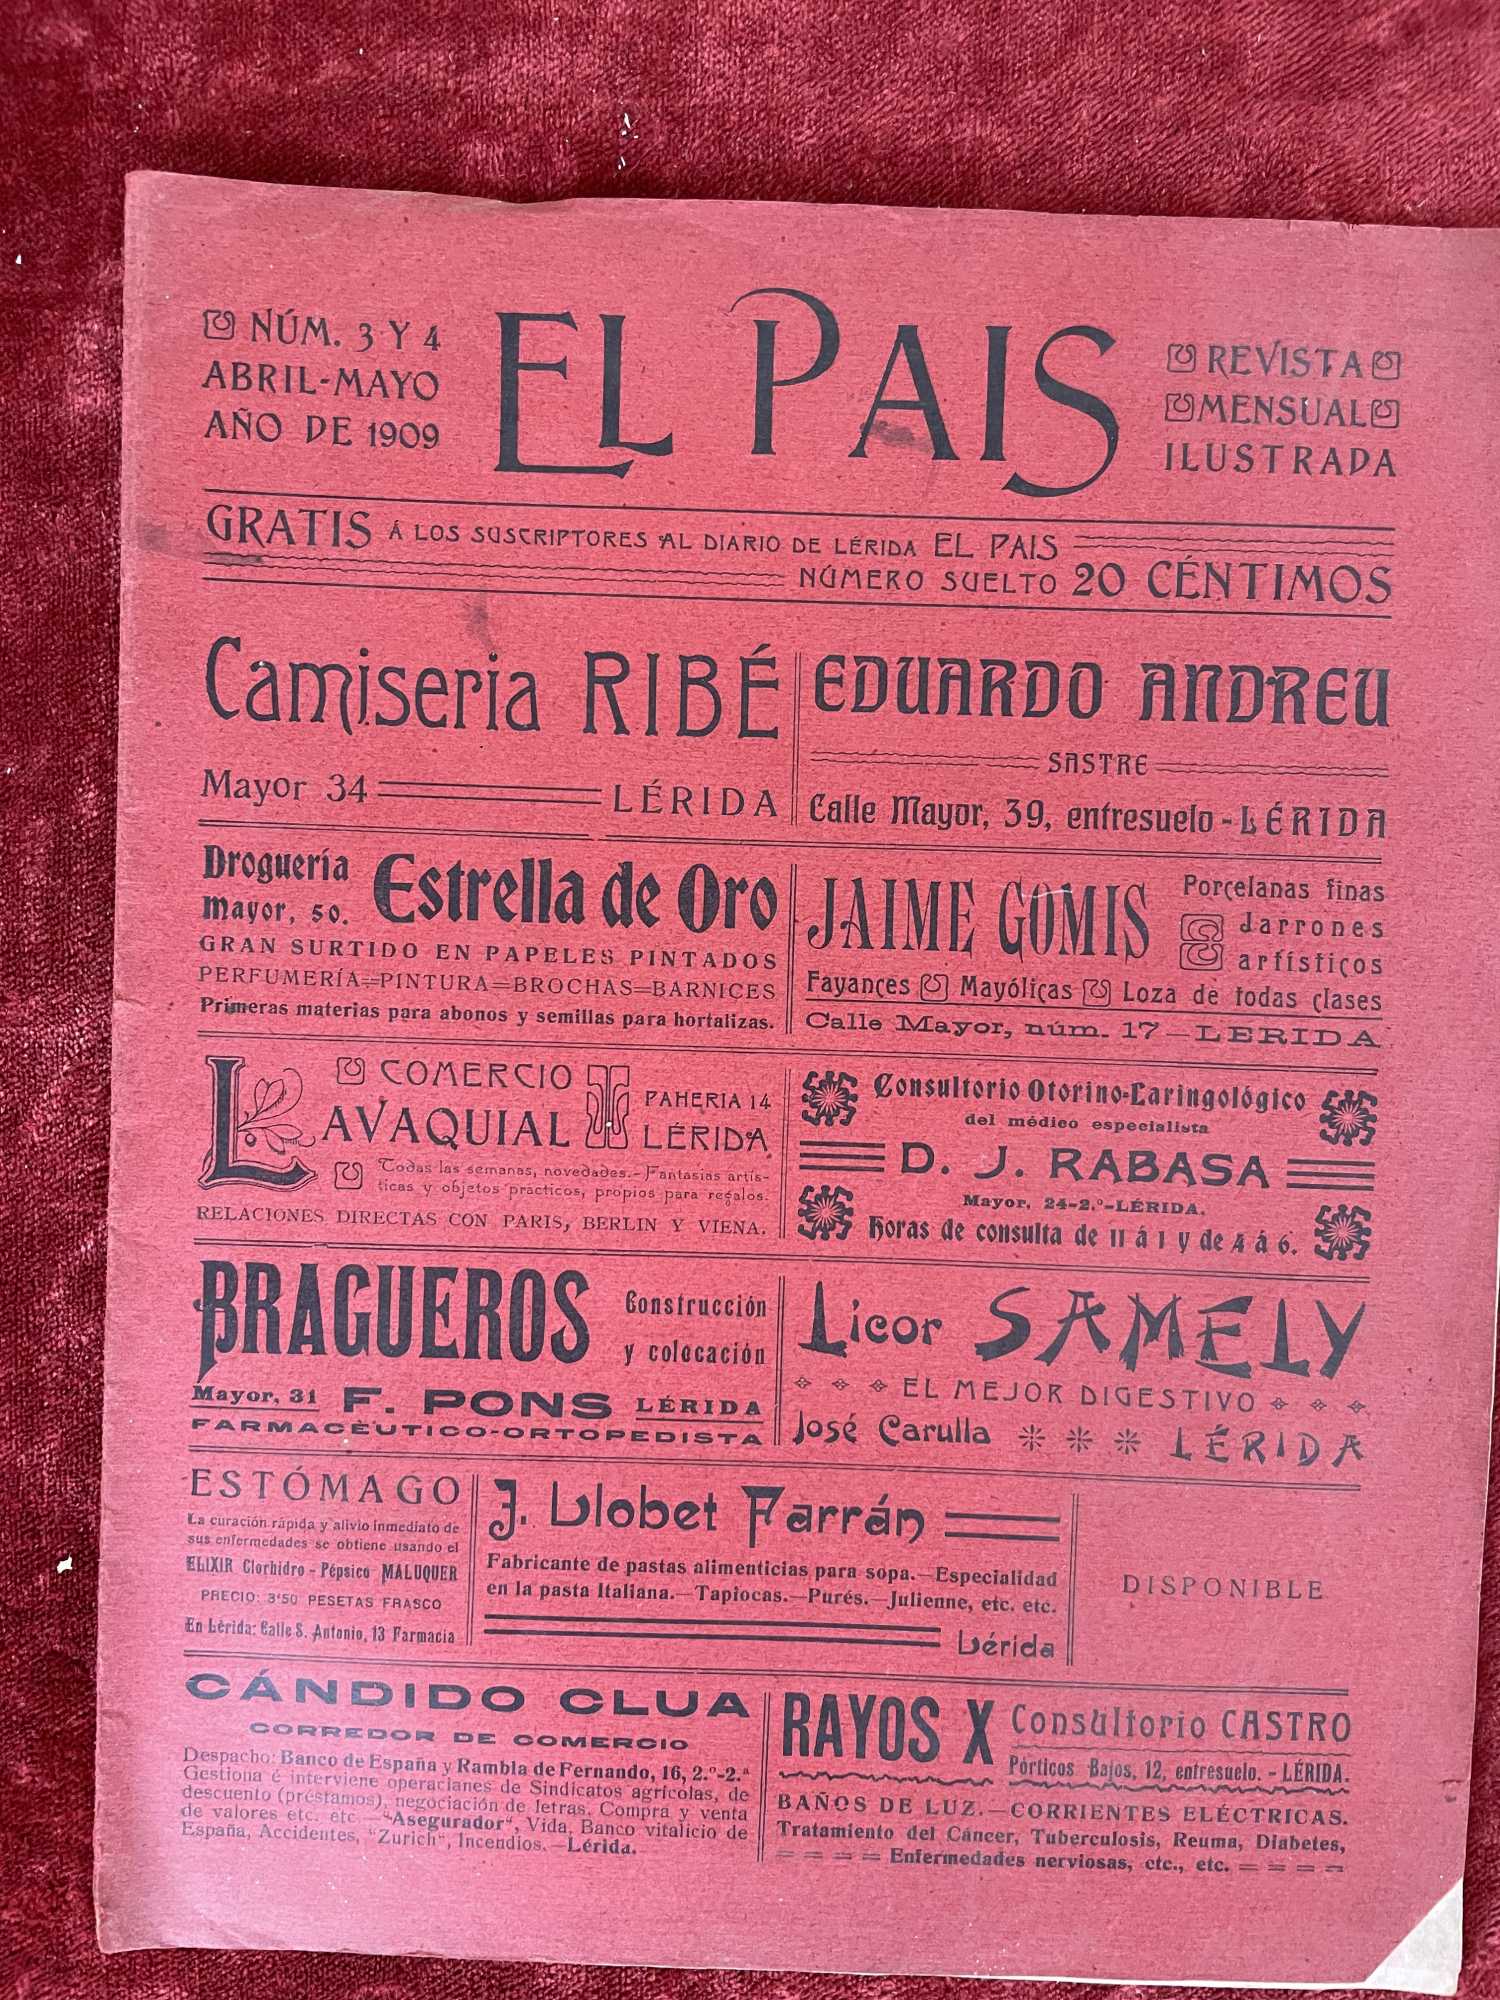 NÚM. 3 Y 4
ABRIL-MAYO
AÑO DE 1909
EL PAIS
REVISTA
MENSUAL
ILUSTRADA
GRATIS Á LOS SUSCRIPTORES AL DIARIO DE LÉRIDA EL PAIS
NÚMERO SUELTO 20 CÉNTIMOS
Camiseria RIBÉ
Mayor 34 LÉRIDA
EDUARDO ANDREU
SASTRE
Calle Mayor, 39, entresuelo - LÉRIDA
Droguería
Mayor, 50.
Estrella de Oro
GRAN SURTIDO EN PAPELES PINTADOS
PERFUMERÍA=PINTURA=BROCHAS=BARNICES
Primeras materias para abonos y semillas para hortalizas.
JAIME GOMIS
Porcelanas finas
Jarrones
artísticos
Fayances Mayólicas Loza de todas clases
Calle Mayor, núm. 17—LERIDA
COMERCIO
LAVAQUIAL
PAHERIA 14
LÉRIDA
Todas las semanas, novedades.-Fantasias artís-
ticas y objetos prácticos, propios para regalos.
RELACIONES DIRECTAS CON PARIS, BERLIN Y VIENA.
Consultorio Otorino-Laringológico
del médico especialista
D. J. RABASA
Mayor, 24-2.º-LÉRIDA.
Horas de consulta de 11 á 1 y de 4 á 6.
BRAGUEROS
Construcción
y colocación
Mayor, 31 F. PONS LÉRIDA
FARMACÈUTICO-ORTOPEDISTA
Licor SAMELY
EL MEJOR DIGESTIVO
José Carulla LÉRIDA
ESTÓMAGO
La curación rápida y alivio inmediato de
sus enfermedades se obtiene usando el
ELIXIR Clorhidro - Pépsico MALUQUER
PRECIO: 3'50 PESETAS FRASCO
En Lérida: Calle S. Antonio, 13 Farmacia
J. Llobet Farrán
Fabricante de pastas alimenticias para sopa.—Especialidad
en la pasta Italiana.—Tapiocas.—Purés.—Julienne, etc. etc.
Lérida
DISPONIBLE
CÁNDIDO CLUA
CORREDOR DE COMERCIO
Despacho: Banco de España y Rambla de Fernando, 16, 2.º-2.ª
Gestiona é interviene operaciones de Sindicatos agrícolas, de
descuento (préstamos), negociación de letras. Compra y venta
de valores etc. etc —"Asegurador", Vida, Banco vitalicio de
España, Accidentes, "Zurich", Incendios.—Lérida.
RAYOS X
Consultorio CASTRO
Pórticos Bajos, 12, entresuelo. - LÉRIDA.
BAÑOS DE LUZ.—CORRIENTES ELÉCTRICAS.
Tratamiento del Cáncer, Tuberculosis, Reuma, Diabetes,
Enfermedades nerviosas, etc., etc.